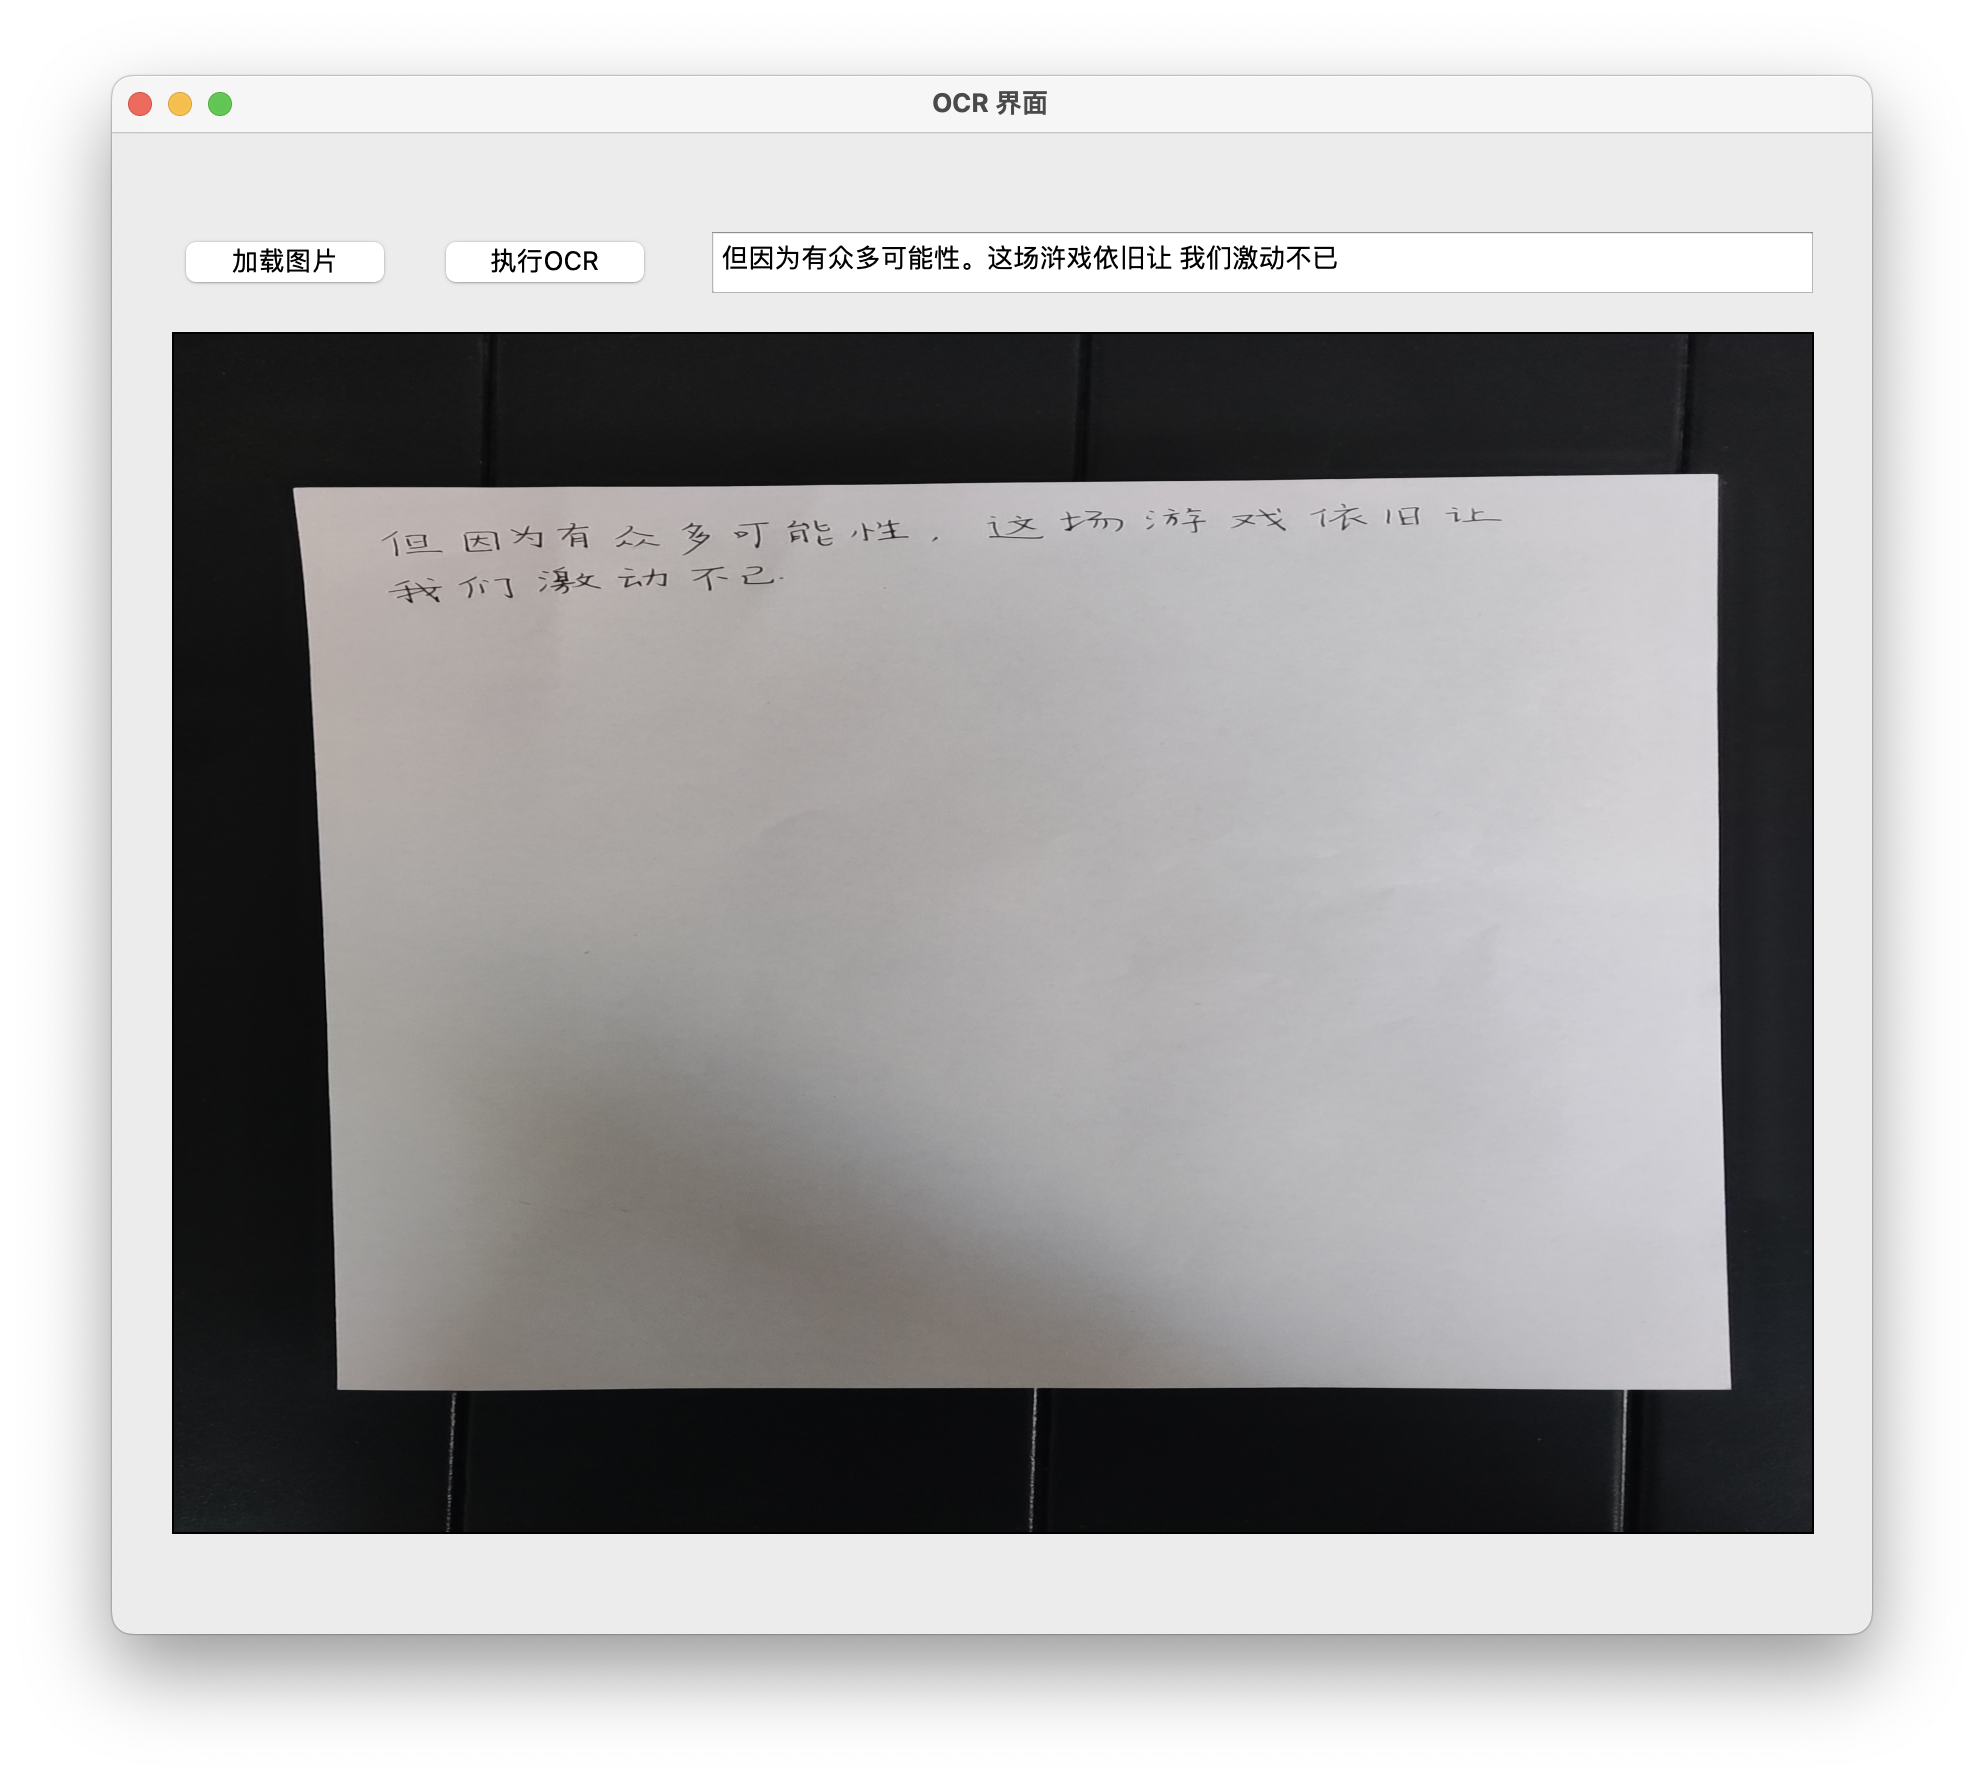 OCR 界面
加载图片
执行OCR
但因为有众多可能性。这场浒戏依旧让 我们激动不已
但因为有众多可能性，这场游戏依旧让
我们激动不已.